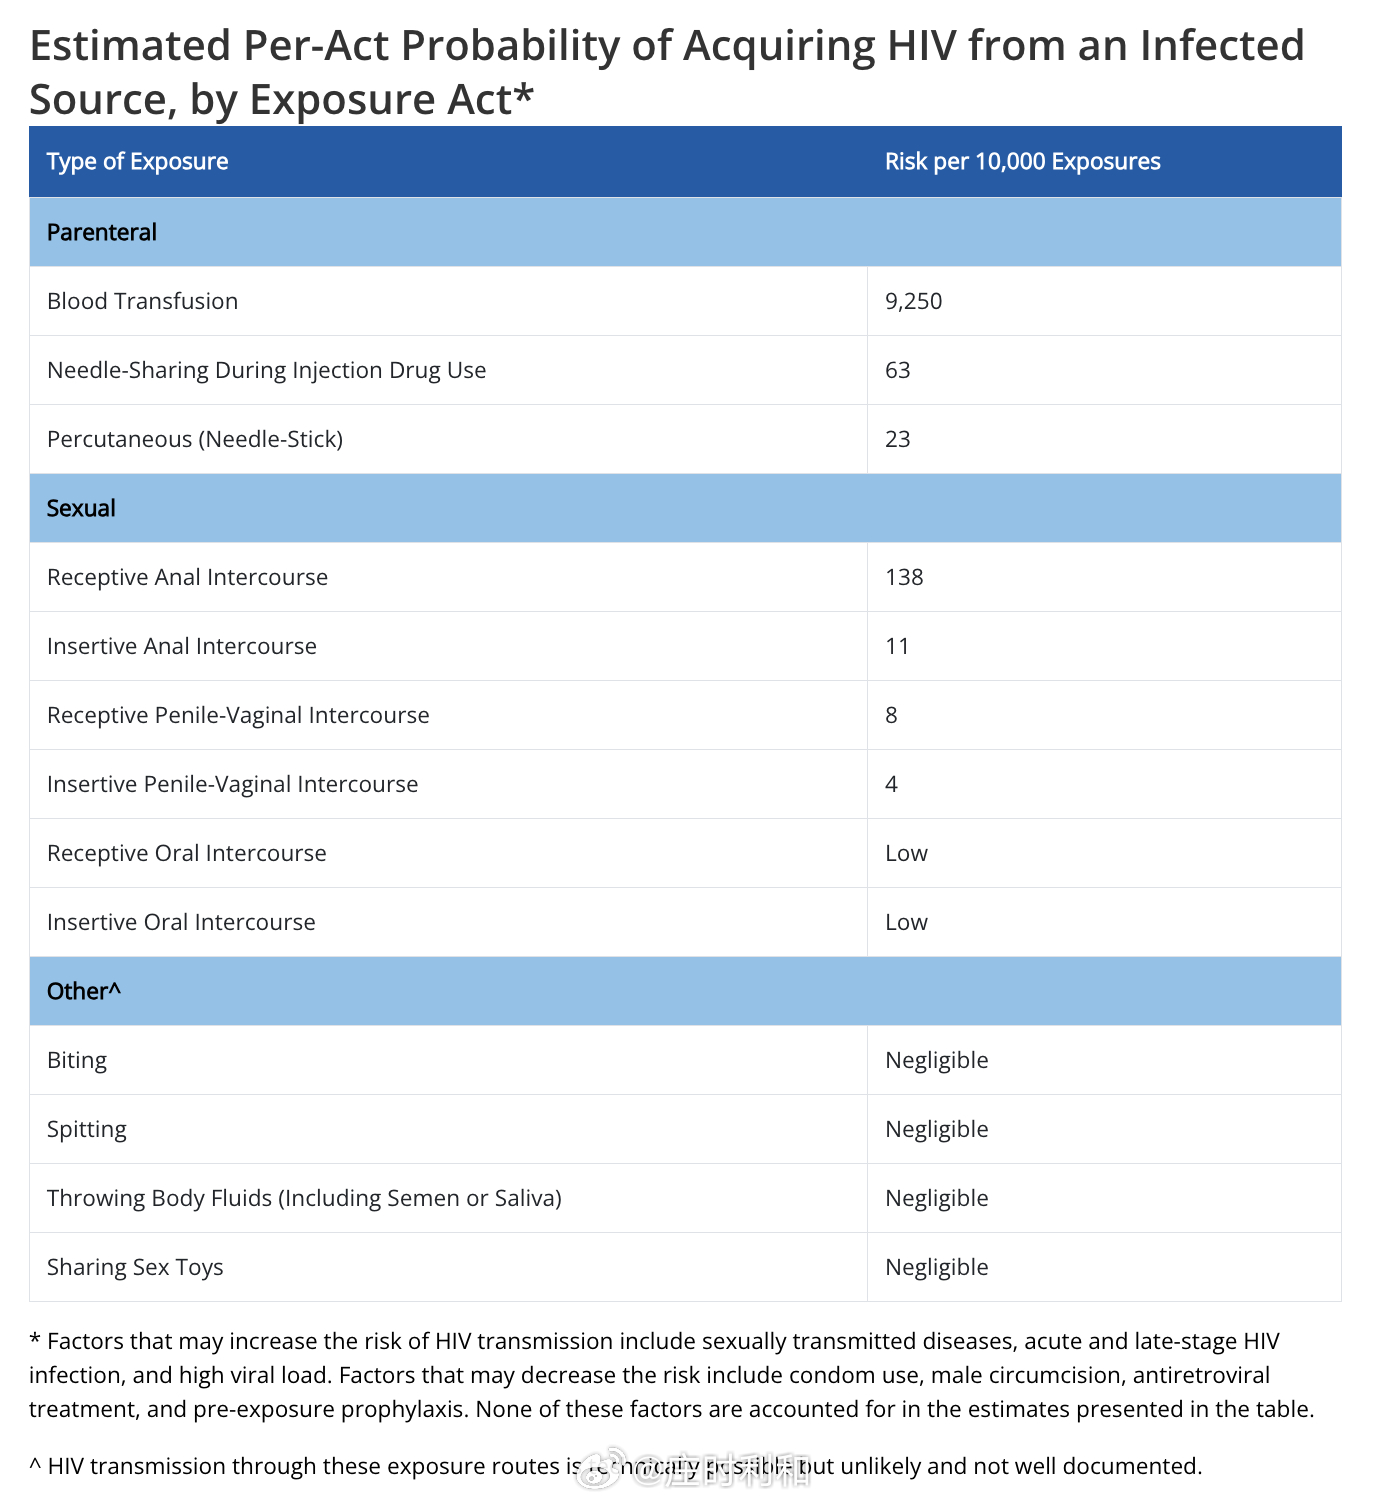 Estimated Per-Act Probability of Acquiring HIV from an Infected
Source, by Exposure Act*
Type of Exposure Risk per 10,000 Exposures
Parenteral
Blood Transfusion 9,250
Needle-Sharing During Injection Drug Use 63
Percutaneous (Needle-Stick) 23
Sexual
Receptive Anal Intercourse 138
Insertive Anal Intercourse 11
Receptive Penile-Vaginal Intercourse 8
Insertive Penile-Vaginal Intercourse 4
Receptive Oral Intercourse Low
Insertive Oral Intercourse Low
Other^
Biting Negligible
Spitting Negligible
Throwing Body Fluids (Including Semen or Saliva) Negligible
Sharing Sex Toys Negligible
* Factors that may increase the risk of HIV transmission include sexually transmitted diseases, acute and late-stage HIV
infection, and high viral load. Factors that may decrease the risk include condom use, male circumcision, antiretroviral
treatment, and pre-exposure prophylaxis. None of these factors are accounted for in the estimates presented in the table.
^ HIV transmission through these exposure routes is technically possible but unlikely and not well documented.
@庄时利和